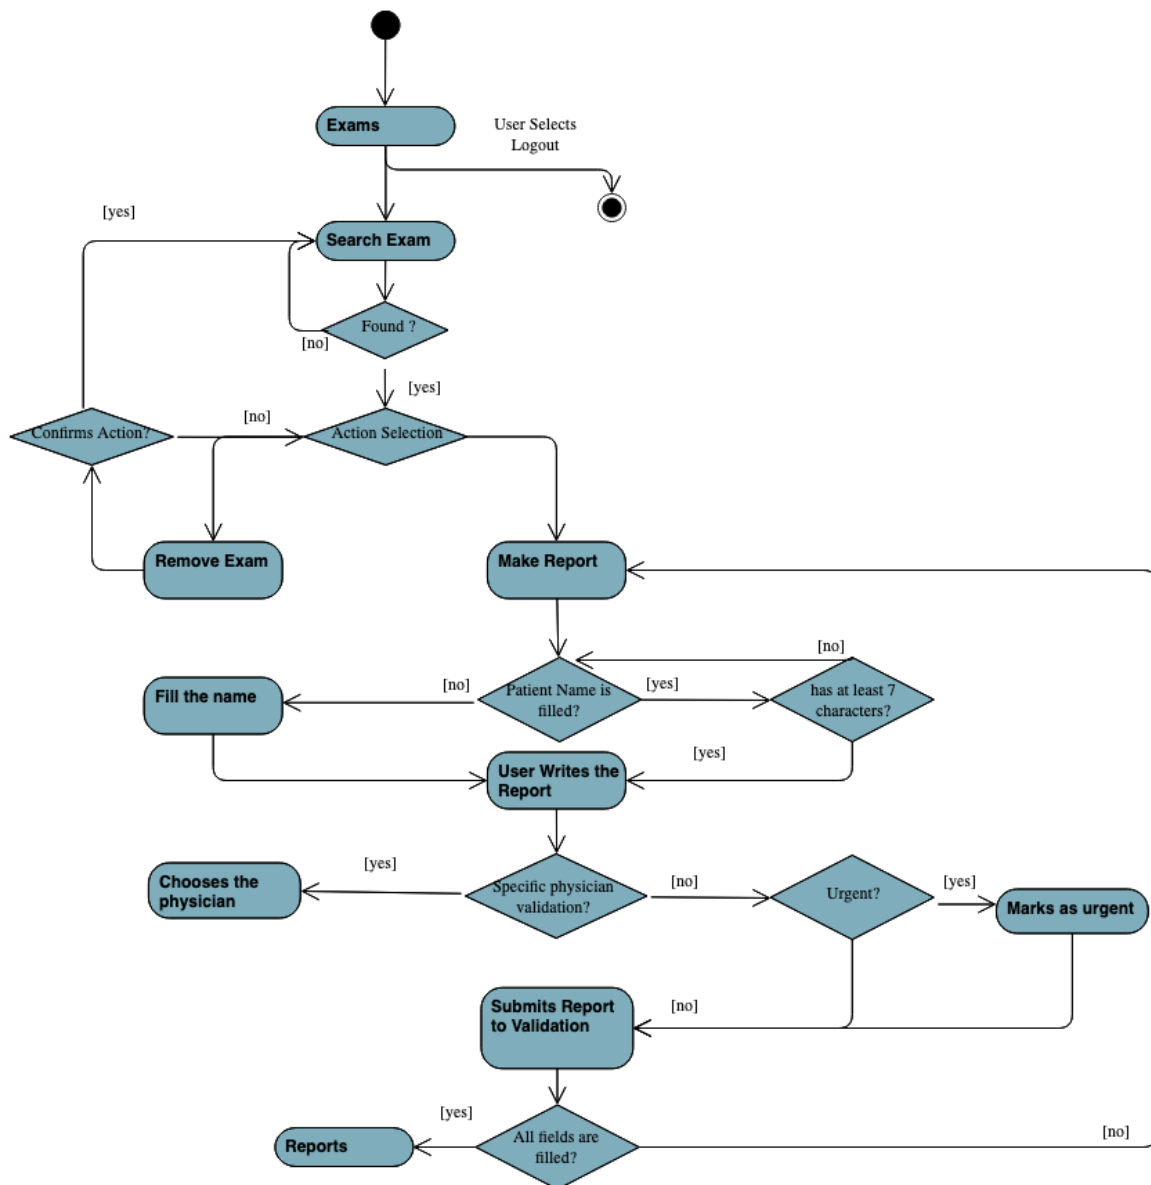 Exams
User Selects
Logout
[yes]
Search Exam
Found ?
[no]
[yes]
[no]
Confirms Action?
Action Selection
Remove Exam
Make Report
[no]
Fill the name
[no]
Patient Name is
filled?
[yes]
has at least 7
characters?
User Writes the
Report
[yes]
[yes]
Chooses the
physician
Specific physician
validation?
[no]
Urgent?
[yes]
Marks as urgent
Submits Report
to Validation
[no]
[yes]
Reports
All fields are
filled?
[no]